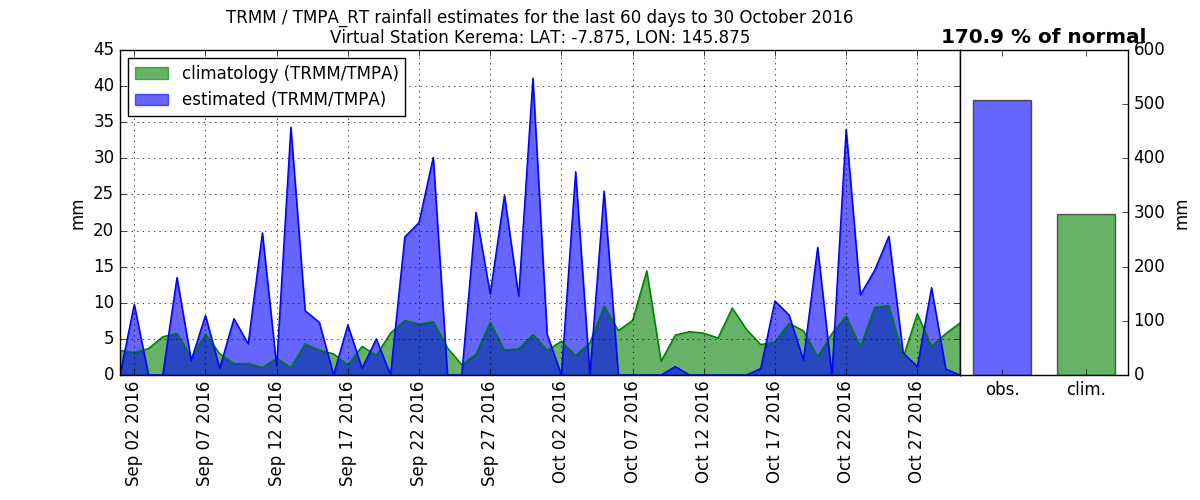 TRMM / TMPA_RT rainfall estimates for the last 60 days to 30 October 2016
Virtual Station Kerema: LAT: -7.875, LON: 145.875
170.9 % of normal
climatology (TRMM/TMPA)
estimated (TRMM/TMPA)
mm
45
40
35
30
25
20
15
10
5
0
Sep 02 2016
Sep 07 2016
Sep 12 2016
Sep 17 2016
Sep 22 2016
Sep 27 2016
Oct 02 2016
Oct 07 2016
Oct 12 2016
Oct 17 2016
Oct 22 2016
Oct 27 2016
obs.
clim.
600
500
400
300
200
100
0
mm